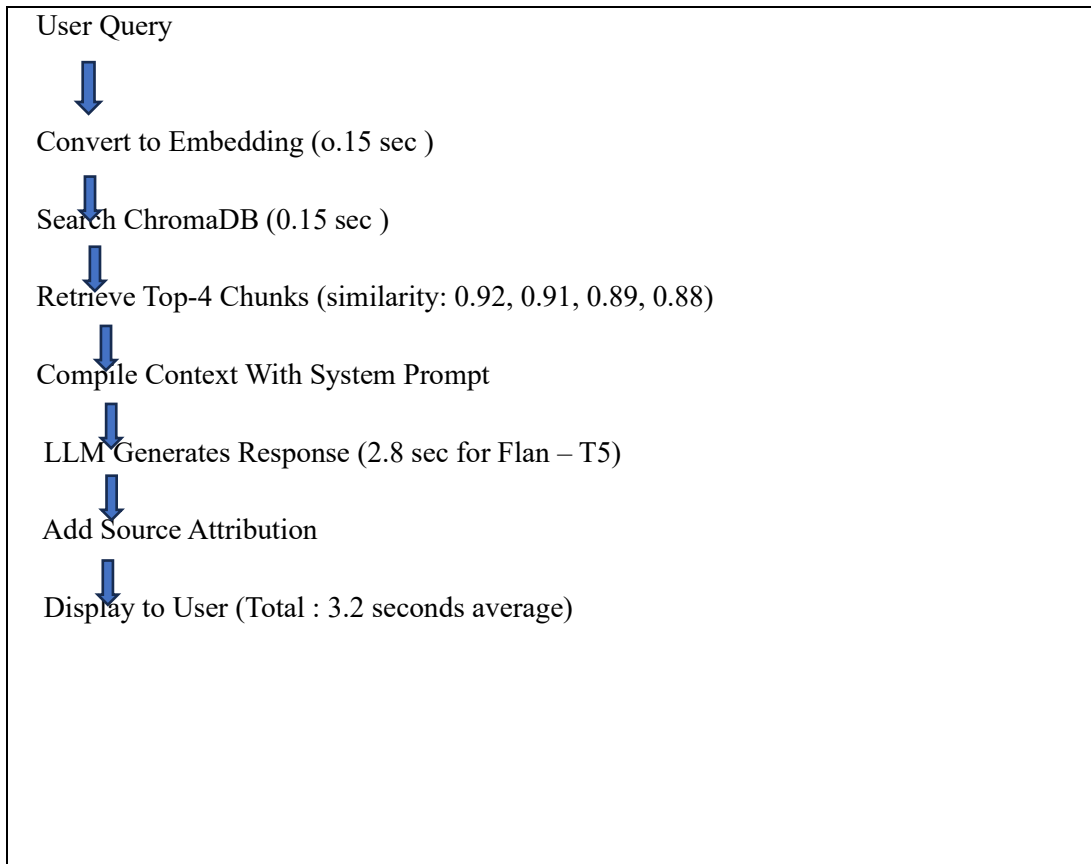 User Query
Convert to Embedding (o.15 sec )
Search ChromaDB (0.15 sec )
Retrieve Top-4 Chunks (similarity: 0.92, 0.91, 0.89, 0.88)
Compile Context With System Prompt
LLM Generates Response (2.8 sec for Flan – T5)
Add Source Attribution
Display to User (Total : 3.2 seconds average)